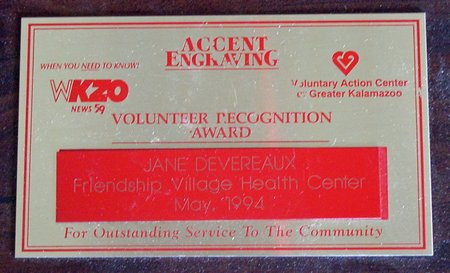 ACCENT
ENGRAVING
WHEN YOU NEED TO KNOW!
WKZO
NEWS 59
Voluntary Action Center
of Greater Kalamazoo
VOLUNTEER RECOGNITION
AWARD
JANE DEVEREAUX
Friendship Village Health Center
May, 1994
For Outstanding Service To The Community